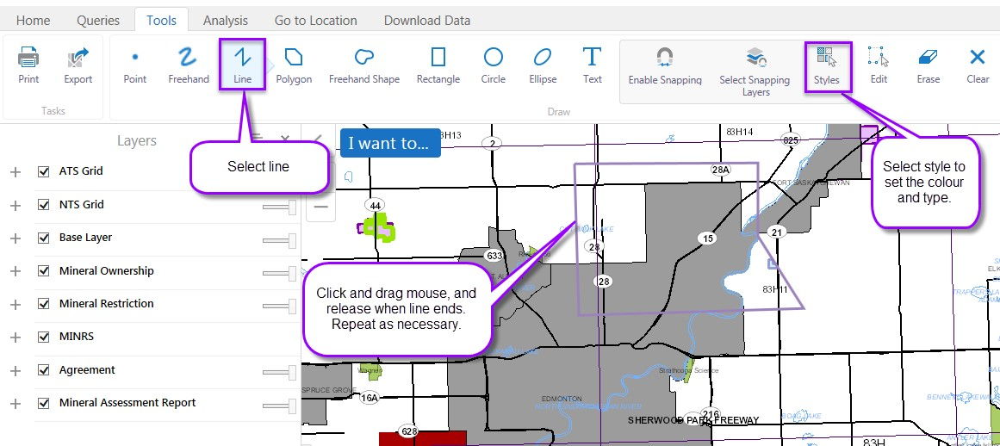 Home Queries Tools Analysis Go to Location Download Data
Print Export Point Freehand Line Polygon Freehand Shape Rectangle Circle Ellipse Text Enable Snapping Select Snapping Styles Edit Erase Clear
Layers
Tasks Draw
Layers
I want to...
Select line
Select style to
set the colour
and type.
Click and drag mouse, and
release when line ends.
Repeat as necessary.
ATS Grid
NTS Grid
Base Layer
Mineral Ownership
Mineral Restriction
MINRS
Agreement
Mineral Assessment Report
83H13
2
83H14
825
28A
FORT SASKATCHEWAN
44
28
15
21
633
28
83H11
Strathcona Science
SPRUCE GROVE
16A
EDMONTON
NORTH SASKATCHEWAN RIVER
SHERWOOD PARK FREEWAY
216
BOAG LAKE
628
83H